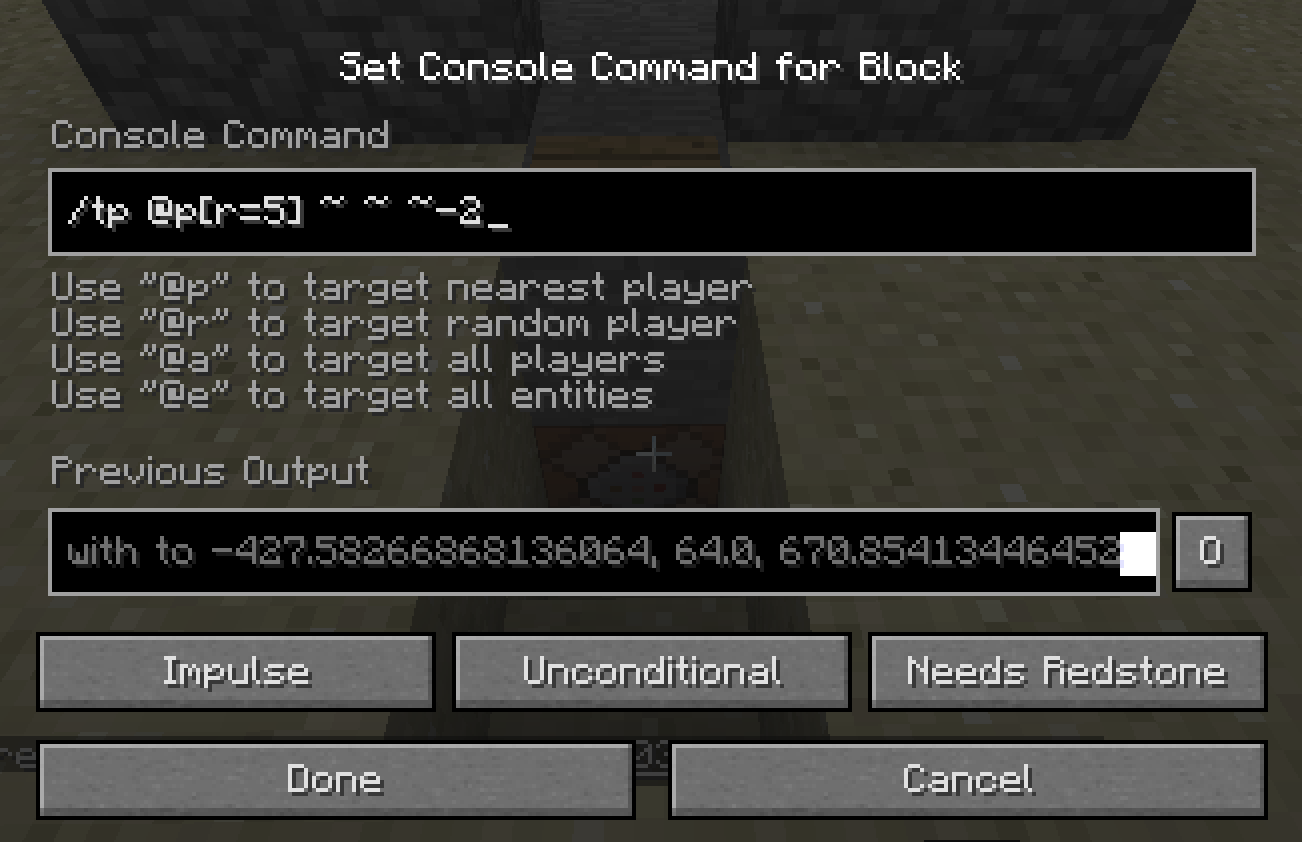 Set Console Command for Block
Console Command
/tp @p[r=5] ~ ~ ~-2_
Use "@p" to target nearest player
Use "@r" to target random player
Use "@a" to target all players
Use "@e" to target all entities
Previous Output
with to -427.58266868136064, 64.0, 670.85413446452
O
Impulse
Unconditional
Needs Redstone
Done
Cancel